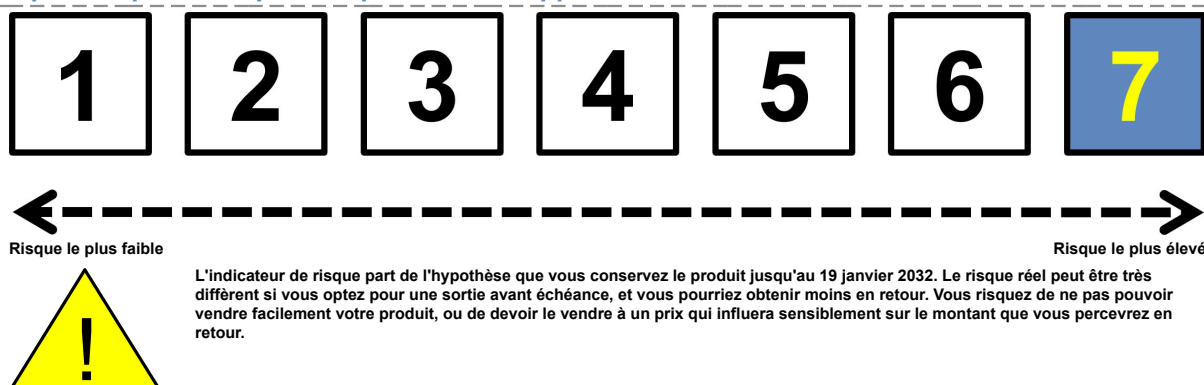 1 2 3 4 5 6 7
Risque le plus faible Risque le plus élevé
L'indicateur de risque part de l'hypothèse que vous conservez le produit jusqu'au 19 janvier 2032. Le risque réel peut être très
diffèrent si vous optez pour une sortie avant échéance, et vous pourriez obtenir moins en retour. Vous risquez de ne pas pouvoir
vendre facilement votre produit, ou de devoir le vendre à un prix qui influera sensiblement sur le montant que vous percevrez en
retour.
!